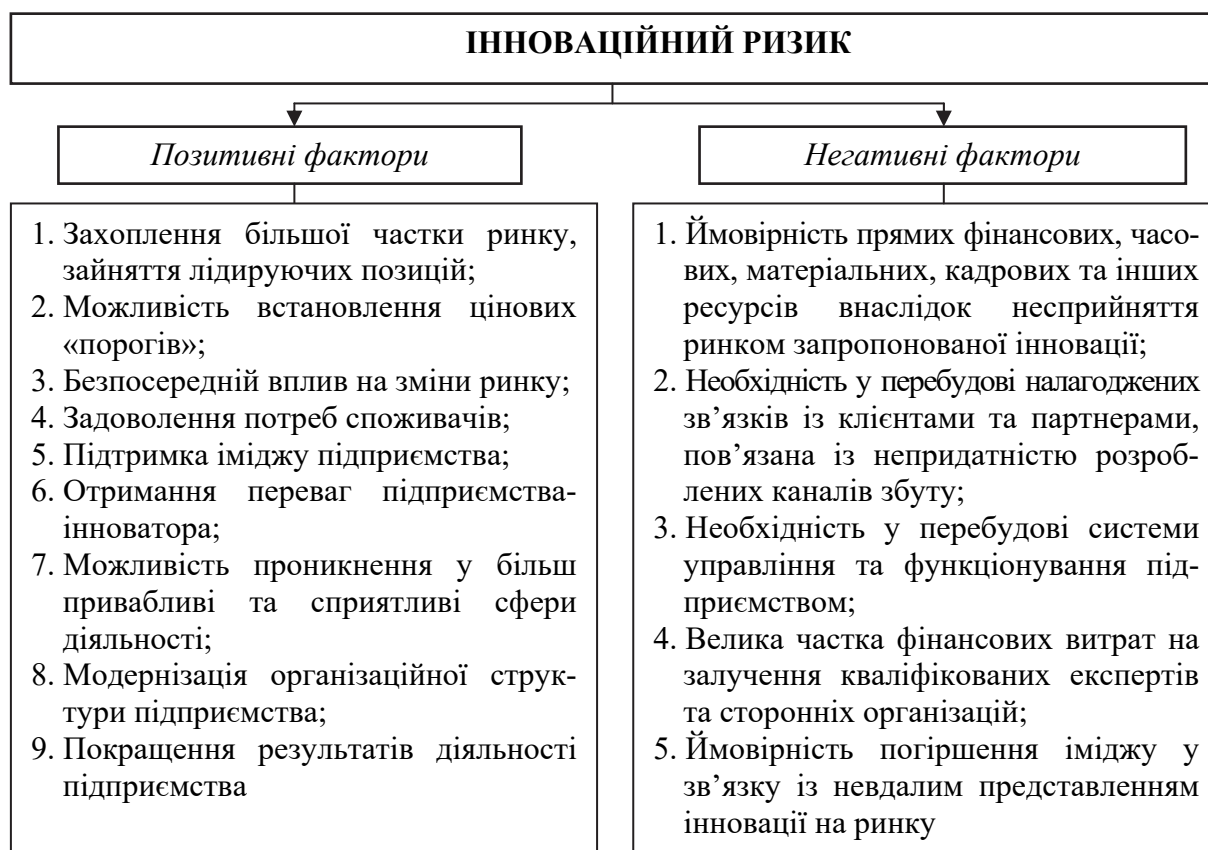 ІННОВАЦІЙНИЙ РИЗИК
Позитивні фактори
1. Захоплення більшої частки ринку,
зайняття лідируючих позицій;
2. Можливість встановлення цінових
«порогів»;
3. Безпосередній вплив на зміни ринку;
4. Задоволення потреб споживачів;
5. Підтримка іміджу підприємства;
6. Отримання переваг підприємства-
інноватора;
7. Можливість проникнення у більш
привабливі та сприятливі сфери
діяльності;
8. Модернізація організаційної струк-
тури підприємства;
9. Покращення результатів діяльності
підприємства
Негативні фактори
1. Ймовірність прямих фінансових, часо-
вих, матеріальних, кадрових та інших
ресурсів внаслідок несприйняття
ринком запропонованої інновації;
2. Необхідність у перебудові налагоджених
зв’язків із клієнтами та партнерами,
пов’язана із непридатністю розроб-
лених каналів збуту;
3. Необхідність у перебудові системи
управління та функціонування під-
приємством;
4. Велика частка фінансових витрат на
залучення кваліфікованих експертів
та сторонніх організацій;
5. Ймовірність погіршення іміджу у
зв’язку із невдалим представленням
інновації на ринку